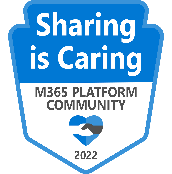 Sharing
is Caring
M365 PLATFORM
COMMUNITY
2022